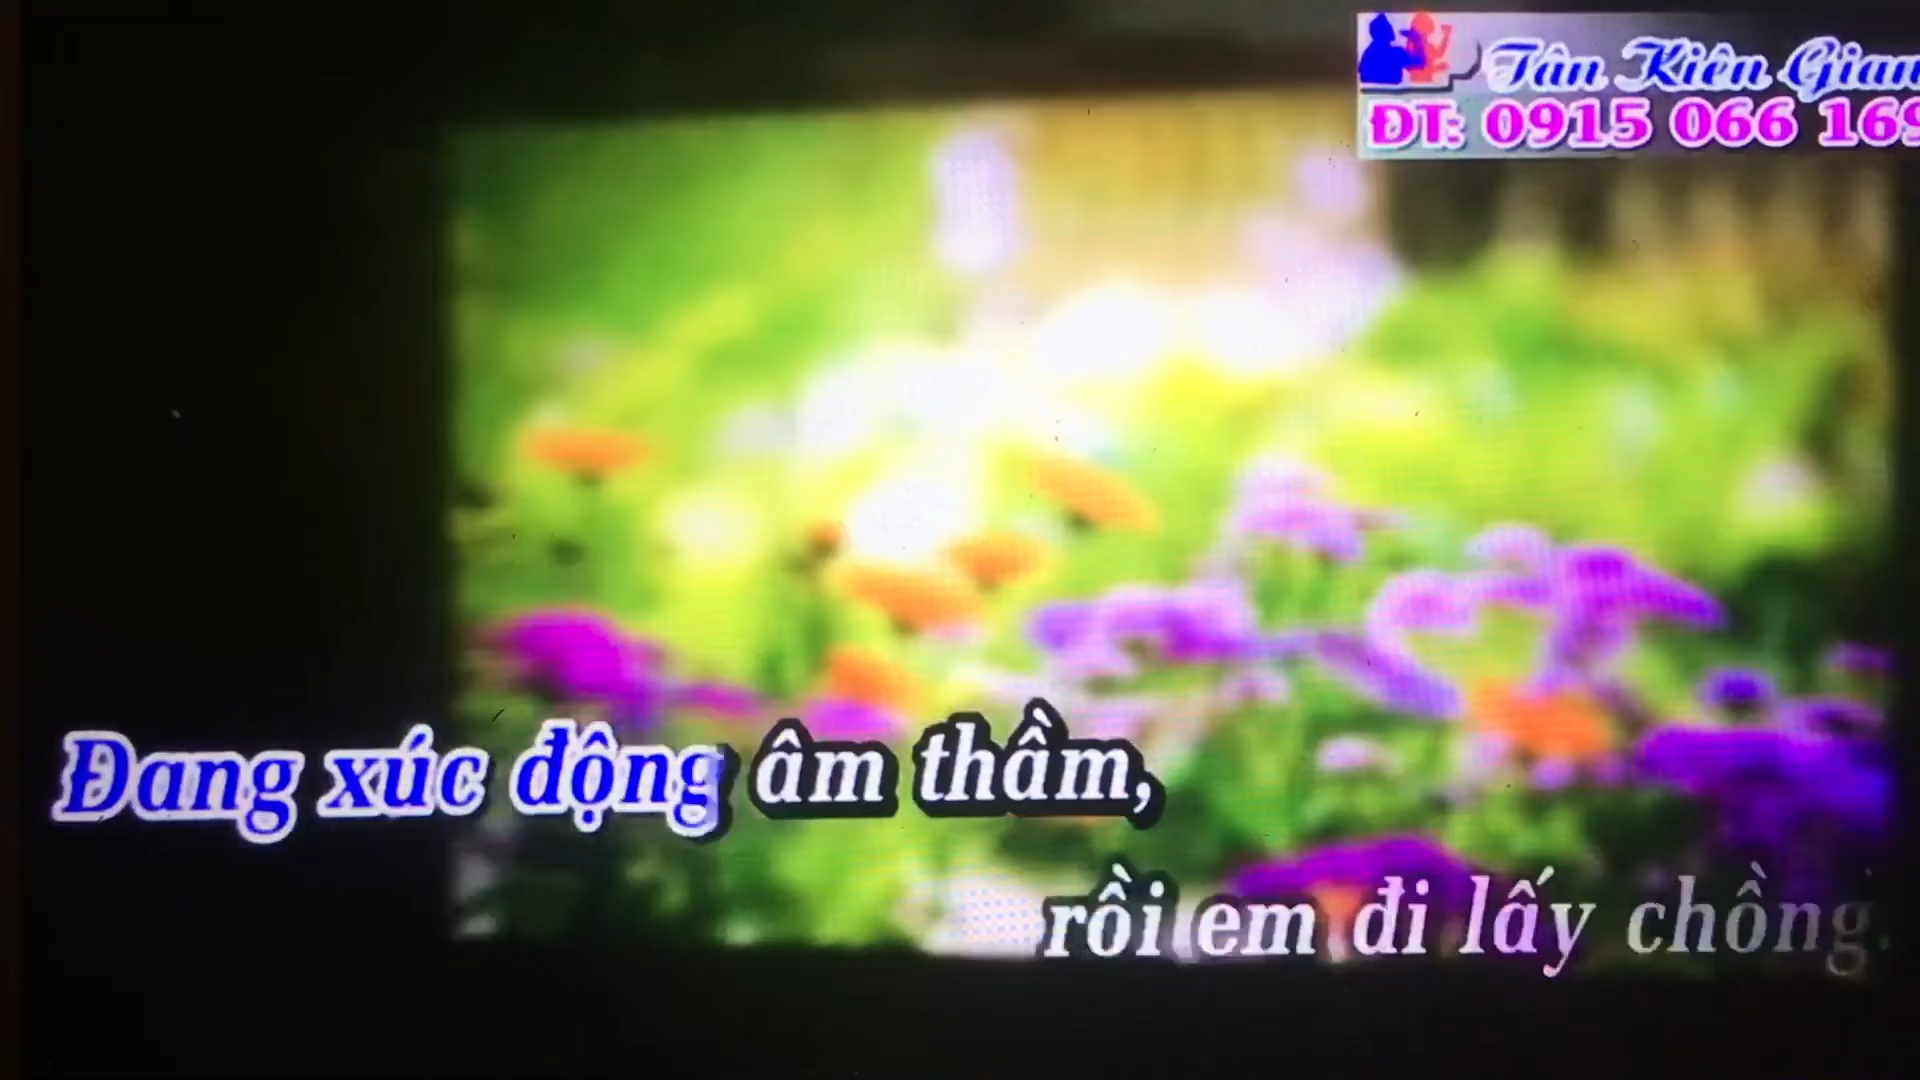 Tân Kiên Gian
ĐT: 0915 066 169
Đang xúc động âm thầm,
rồi em đi lấy chồng.